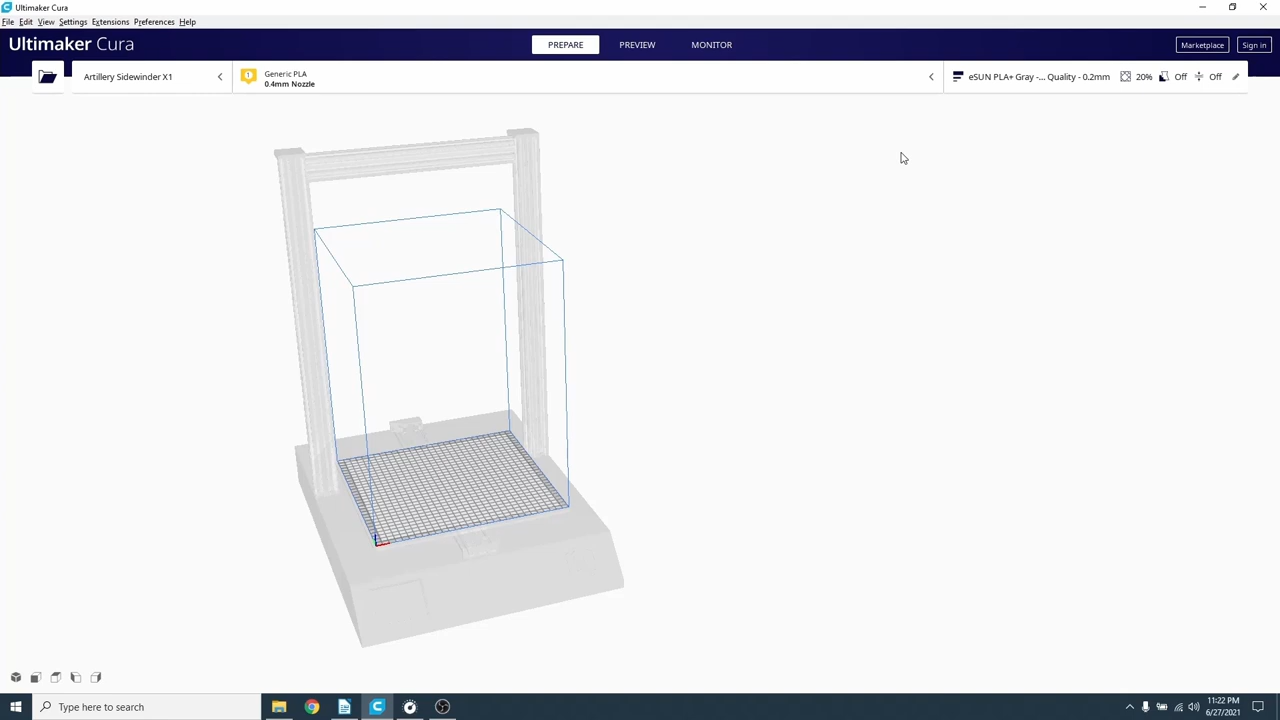 Ultimaker Cura
File Edit View Settings Extensions Preferences Help
Ultimaker Cura
PREPARE
PREVIEW
MONITOR
Marketplace
Sign in
Artillery Sidewinder X1
1
Generic PLA
0.4mm Nozzle
eSUN PLA+ Gray -... Quality - 0.2mm
20%
Off
Off
Type here to search
11:22 PM
6/27/2021